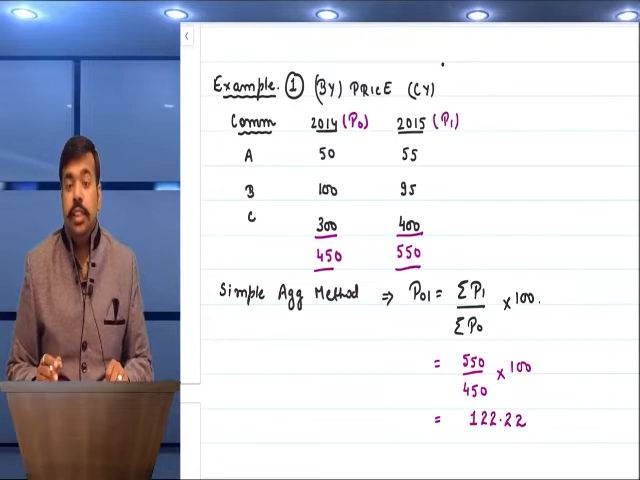 Example. 1 (BY) PRICE (CY)
Comm 2014 (P0) 2015 (P1)
A 50 55
B 100 95
C 300 400
450 550
Simple Agg Method ⇒ P01 = ΣP1 / ΣP0 × 100.
= 550 / 450 × 100
= 122.22